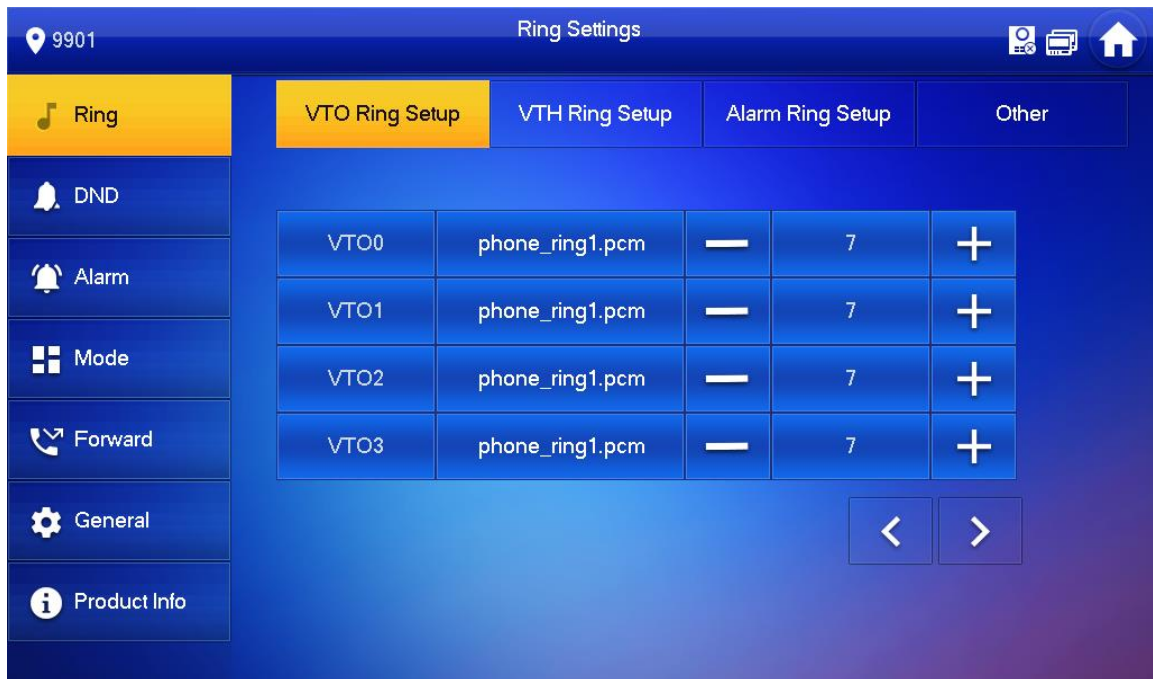 9901
Ring Settings
Ring
DND
Alarm
Mode
Forward
General
Product Info
VTO Ring Setup
VTH Ring Setup
Alarm Ring Setup
Other
VTO0 phone_ring1.pcm 7
VTO1 phone_ring1.pcm 7
VTO2 phone_ring1.pcm 7
VTO3 phone_ring1.pcm 7